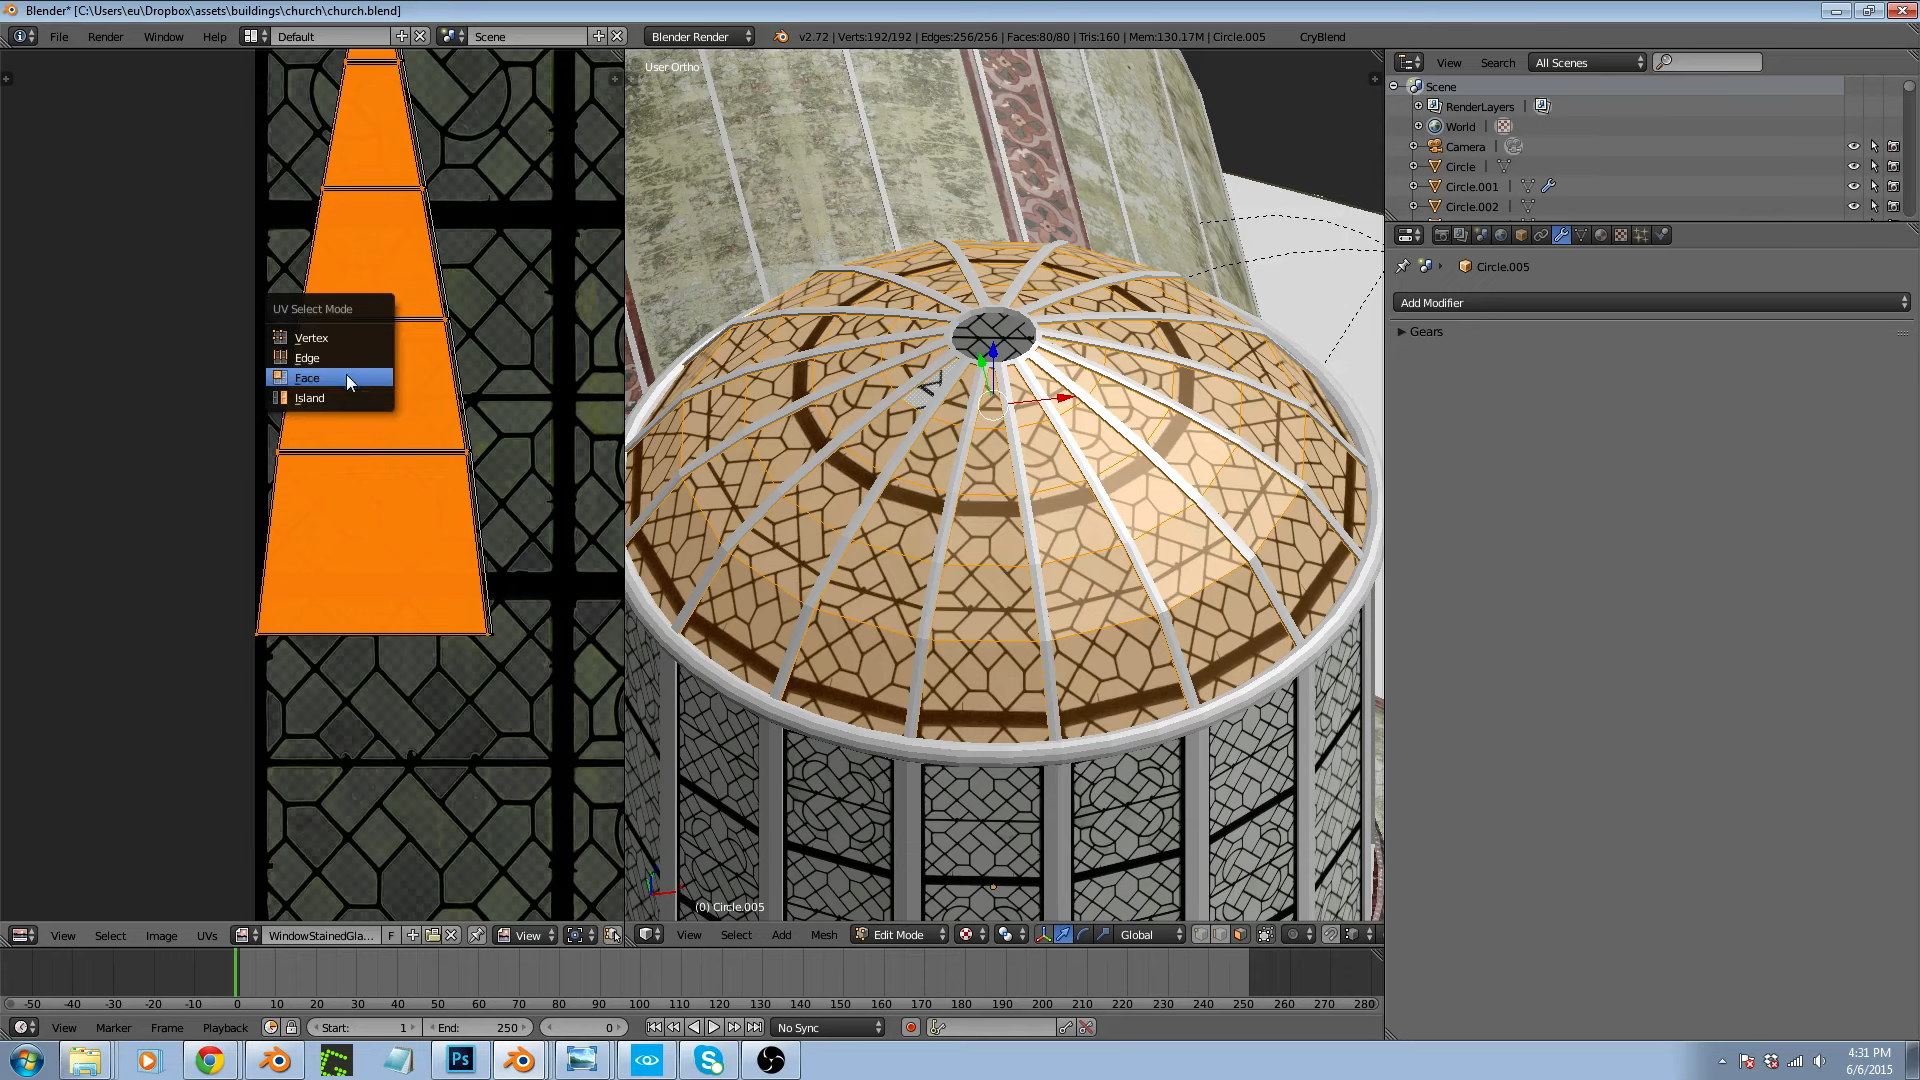 Blender* [C:\Users\eu\Dropbox\assets\buildings\church\church.blend]
File Render Window Help Default Scene Blender Render v2.72 | Verts:192/192 | Edges:256/256 | Faces:80/80 | Tris:160 | Mem:130.17M | Circle.005 CryBlend
User Ortho
View Search All Scenes
Scene
RenderLayers
World
Camera
Circle
Circle.001
Circle.002
Circle.005
Add Modifier
Gears
UV Select Mode
Vertex
Edge
Face
Island
(0) Circle.005
View Select Image UVs WindowStainedGla... F View
View Select Add Mesh Edit Mode Global
-50 -40 -30 -20 -10 0 10 20 30 40 50 60 70 80 90 100 110 120 130 140 150 160 170 180 190 200 210 220 230 240 250 260 270 280
View Marker Frame Playback Start: 1 End: 250 0 No Sync
Ps
4:31 PM
6/6/2015